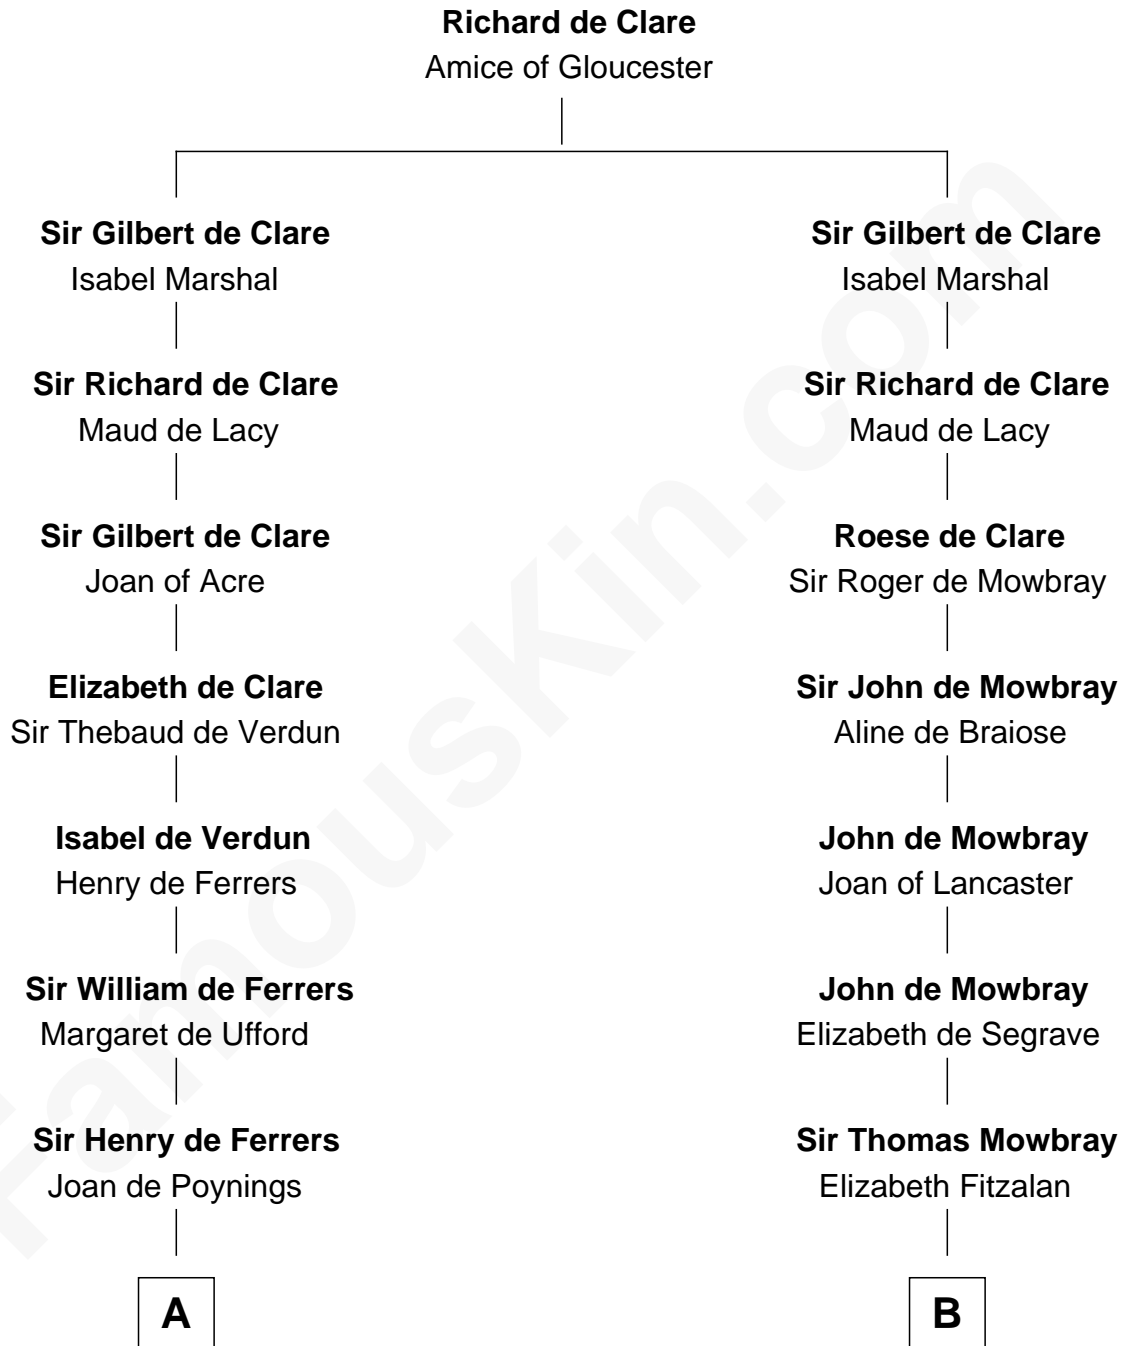 Richard de Clare
Amice of Gloucester
Sir Gilbert de Clare
Isabel Marshal
Sir Richard de Clare
Maud de Lacy
Sir Gilbert de Clare
Joan of Acre
Elizabeth de Clare
Sir Thebaud de Verdun
Isabel de Verdun
Henry de Ferrers
Sir William de Ferrers
Margaret de Ufford
Sir Henry de Ferrers
Joan de Poynings
A
Sir Gilbert de Clare
Isabel Marshal
Sir Richard de Clare
Maud de Lacy
Roese de Clare
Sir Roger de Mowbray
Sir John de Mowbray
Aline de Braiose
John de Mowbray
Joan of Lancaster
John de Mowbray
Elizabeth de Segrave
Sir Thomas Mowbray
Elizabeth Fitzalan
B
FamousKin.com